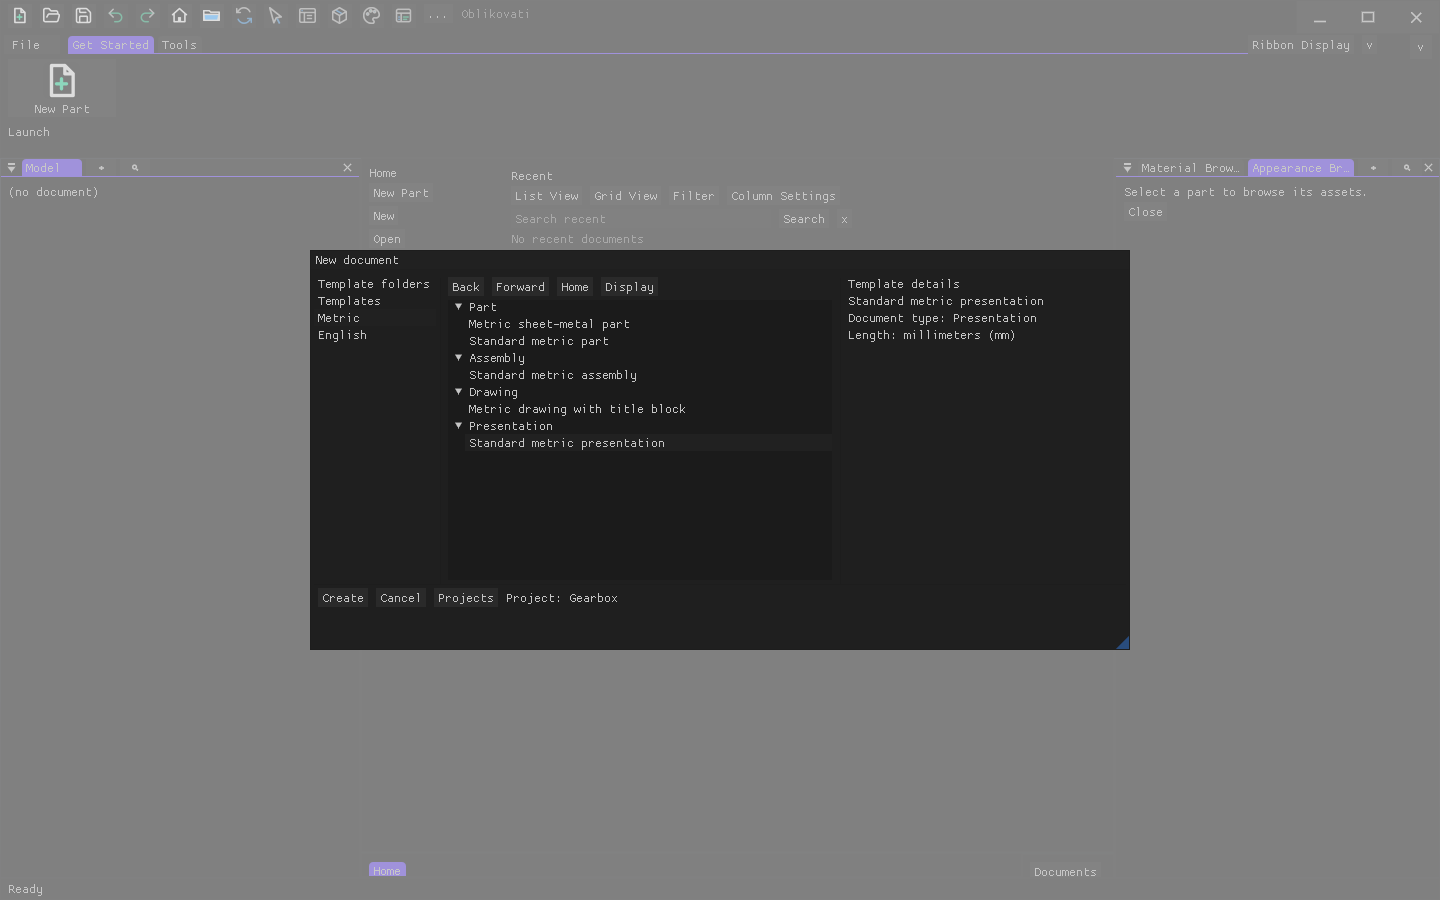 ... Oblikovati
File Get Started Tools Ribbon Display v v
New Part
Launch
Model
(no document)
Home
New Part
New
Open
Recent
List View Grid View Filter Column Settings
Search recent Search x
No recent documents
Material Brow… Appearance Br…
Select a part to browse its assets.
Close
New document
Template folders
Templates
Metric
English
Back Forward Home Display
Part
Metric sheet-metal part
Standard metric part
Assembly
Standard metric assembly
Drawing
Metric drawing with title block
Presentation
Standard metric presentation
Template details
Standard metric presentation
Document type: Presentation
Length: millimeters (mm)
Create Cancel Projects Project: Gearbox
Home Documents
Ready